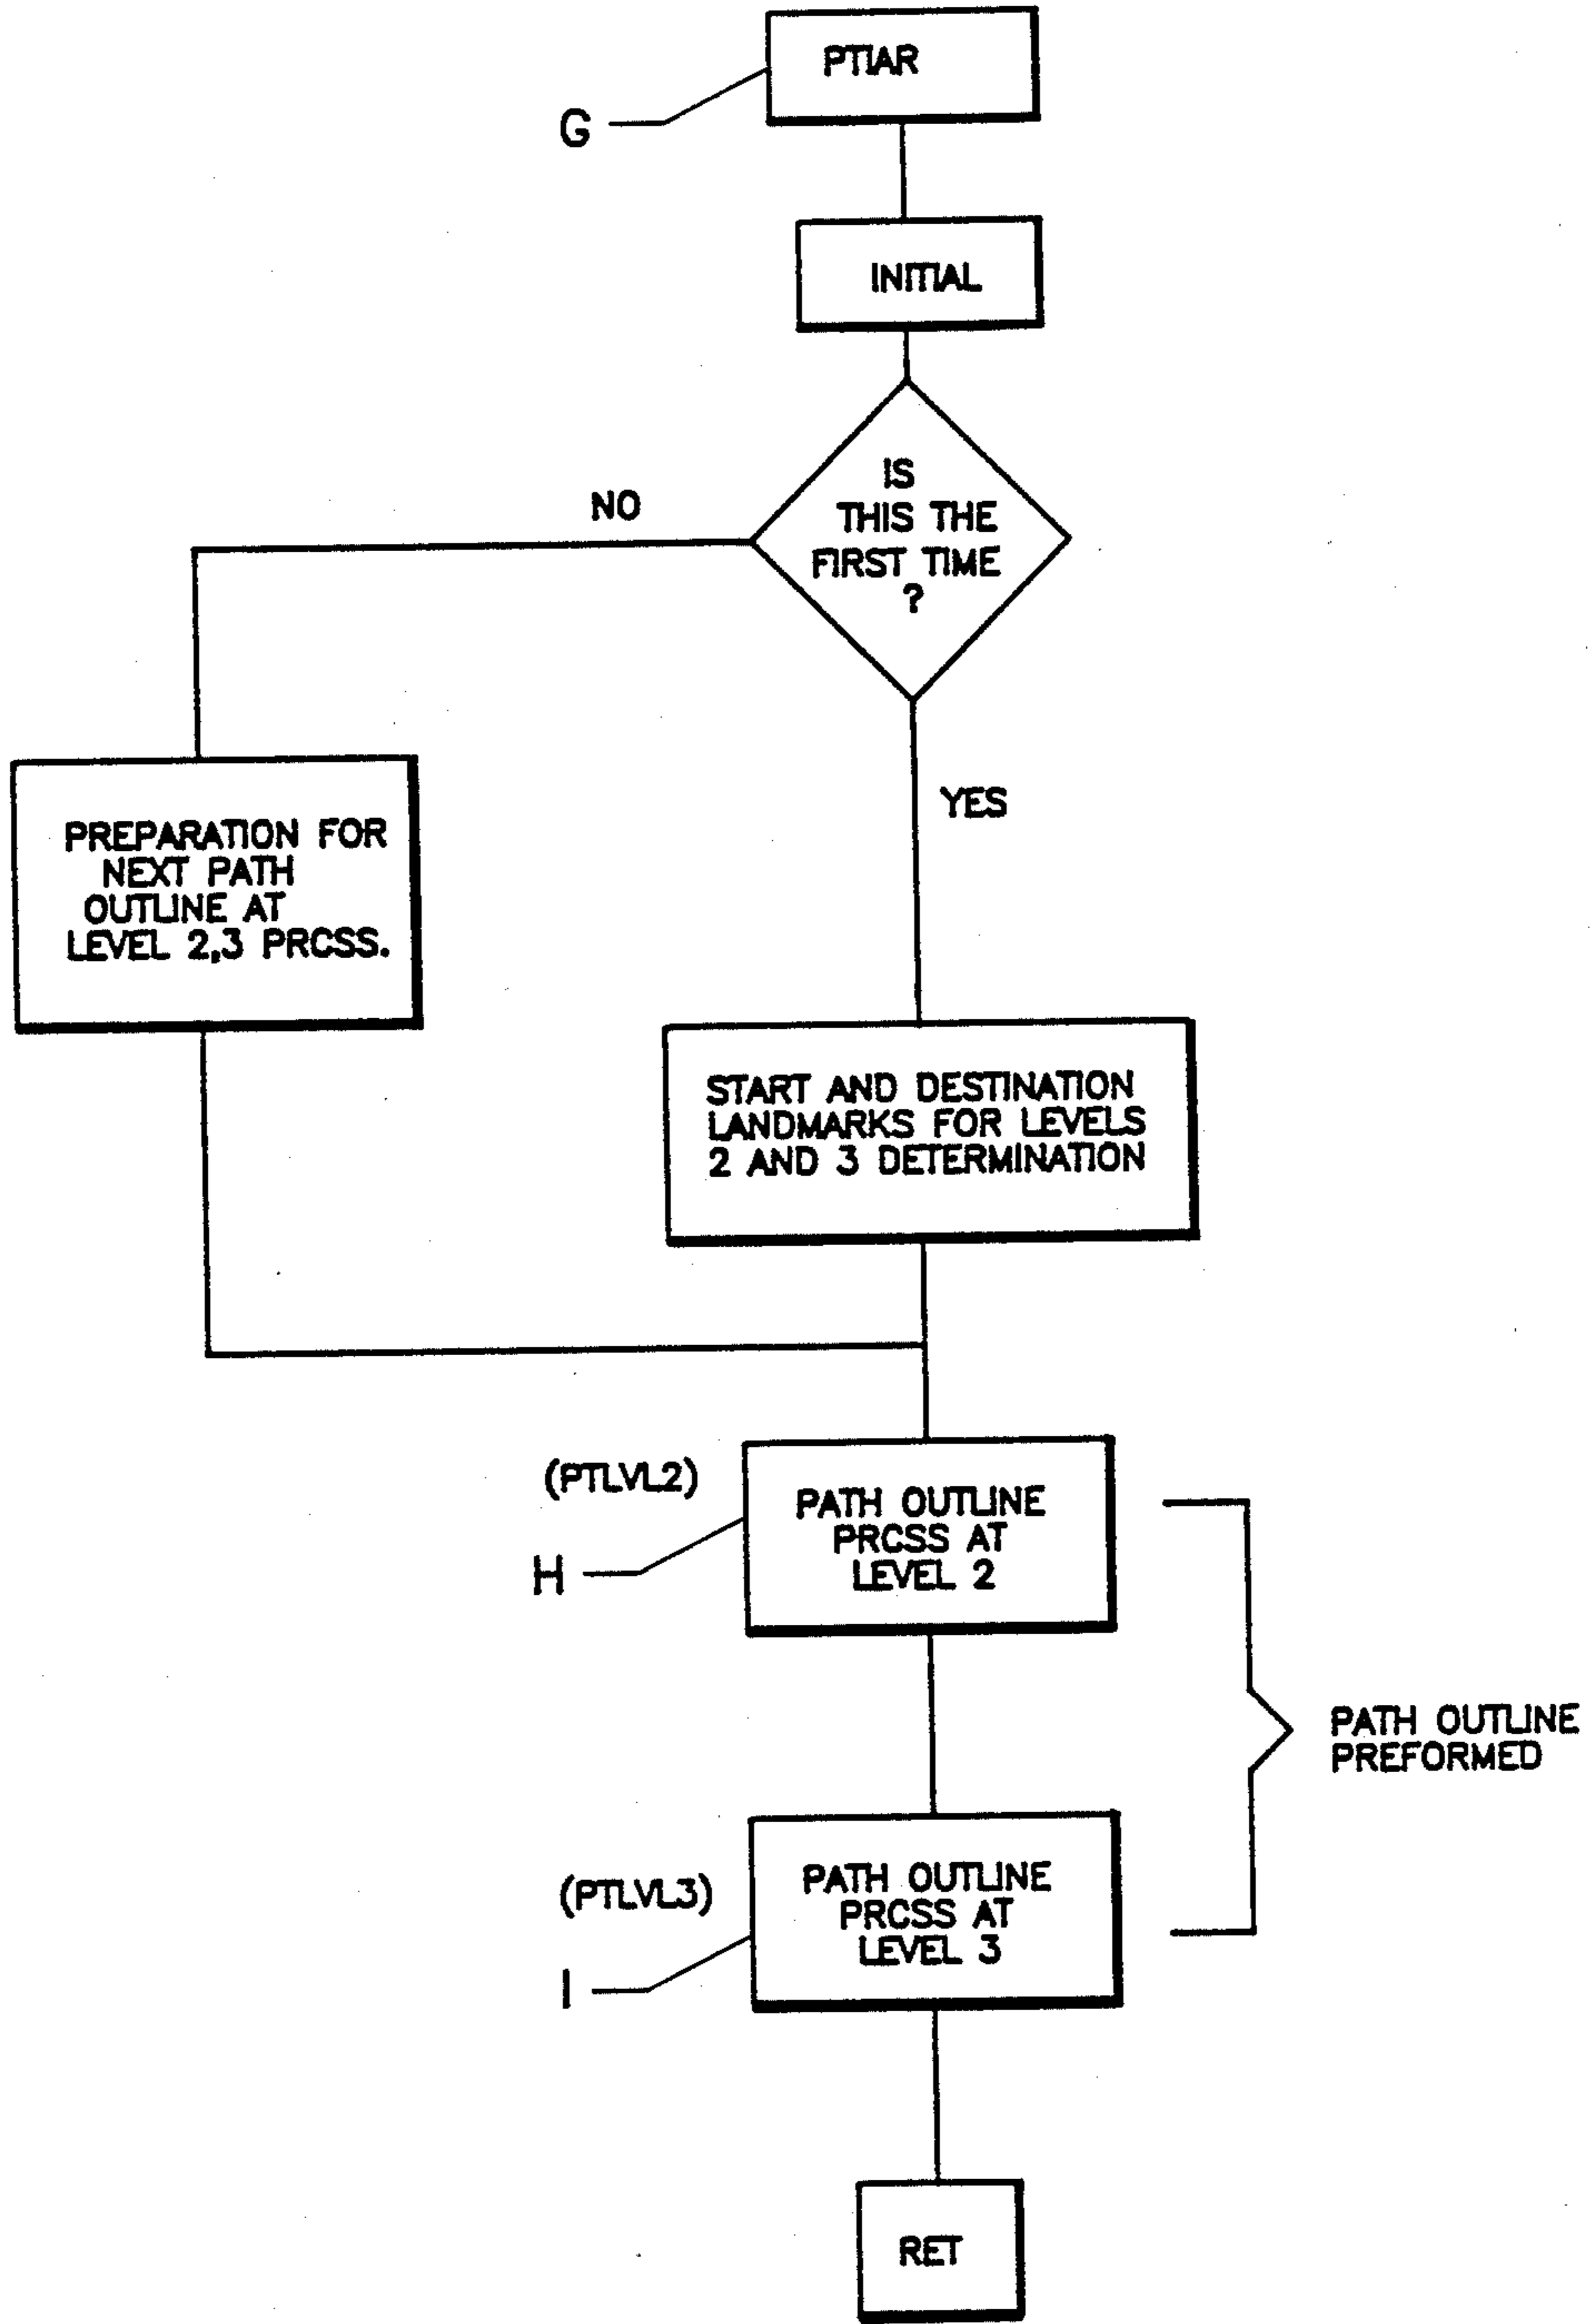 PTIAR
G
INITIAL
IS
THIS THE
FIRST TIME
?
NO
YES
PREPARATION FOR
NEXT PATH
OUTLINE AT
LEVEL 2,3 PRCSS.
START AND DESTINATION
LANDMARKS FOR LEVELS
2 AND 3 DETERMINATION
(PTLVL2)
H
PATH OUTLINE
PRCSS AT
LEVEL 2
PATH OUTLINE
PREFORMED
(PTLVL3)
I
PATH OUTLINE
PRCSS AT
LEVEL 3
RET